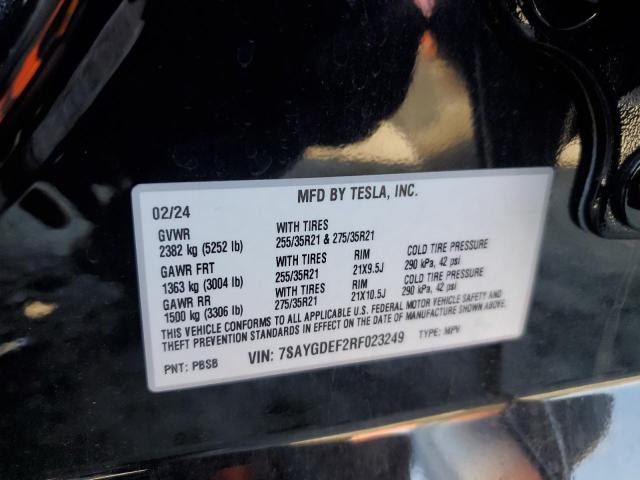 MFD BY TESLA, INC.
02/24
GVWR WITH TIRES
2382 kg (5252 lb) 255/35R21 & 275/35R21
GAWR FRT WITH TIRES RIM COLD TIRE PRESSURE
1363 kg (3004 lb) 255/35R21 21X9.5J 290 kPa, 42 psi
GAWR RR WITH TIRES RIM COLD TIRE PRESSURE
1500 kg (3306 lb) 275/35R21 21X10.5J 290 kPa, 42 psi
THIS VEHICLE CONFORMS TO ALL APPLICABLE U.S. FEDERAL MOTOR VEHICLE SAFETY AND
THEFT PREVENTION STANDARDS IN EFFECT ON THE DATE OF MANUFACTURE SHOWN ABOVE.
PNT: PBSB VIN: 7SAYGDEF2RF023249 TYPE: MPV